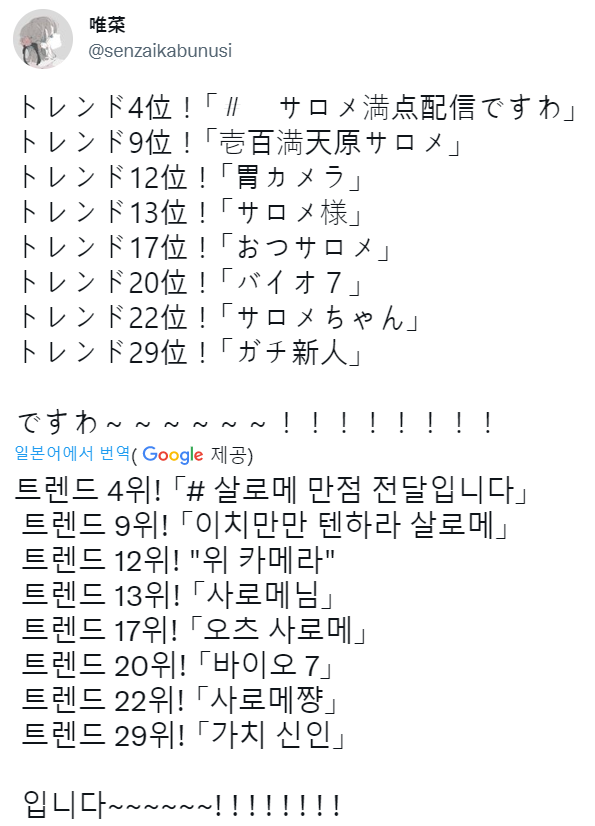 唯菜
@senzaikabunusi
トレンド4位！「#　サロメ満点配信ですわ」
トレンド9位！「壱百満天原サロメ」
トレンド12位！「胃カメラ」
トレンド13位！「サロメ様」
トレンド17位！「おつサロメ」
トレンド20位！「バイオ７」
トレンド22位！「サロメちゃん」
トレンド29位！「ガチ新人」
ですわ～～～～～～！！！！！！！！
일본어에서 번역( Google 제공)
트렌드 4위! 「# 살로메 만점 전달입니다」
트렌드 9위! 「이치만만 텐하라 살로메」
트렌드 12위! "위 카메라"
트렌드 13위! 「사로메님」
트렌드 17위! 「오츠 사로메」
트렌드 20위! 「바이오 7」
트렌드 22위! 「사로메쨩」
트렌드 29위! 「가치 신인」
입니다~~~~~~! ! ! ! ! ! ! !